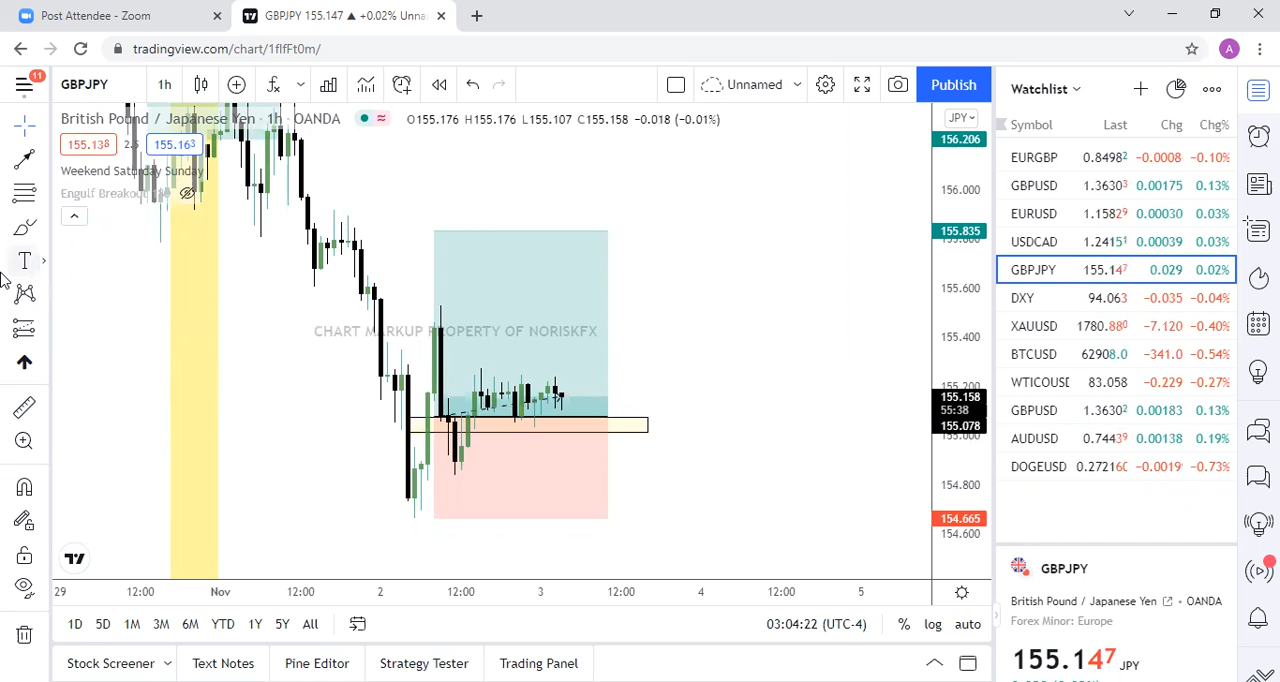 Post Attendee - Zoom
GBPJPY 155.147 ▲ +0.02% Unna
tradingview.com/chart/1flfFt0m/
A
11
GBPJPY
1h
Unnamed
Publish
Watchlist
British Pound / Japanese Yen · 1h · OANDA
O155.176 H155.176 L155.107 C155.158 −0.018 (−0.01%)
JPY
155.138
2.5
155.163
Weekend Saturday Sunday
Engulf Breakout
Symbol Last Chg Chg%
EURGBP 0.84982 −0.0008 −0.10%
GBPUSD 1.36303 0.00175 0.13%
EURUSD 1.15829 0.00030 0.03%
USDCAD 1.24151 0.00039 0.03%
GBPJPY 155.147 0.029 0.02%
DXY 94.063 −0.035 −0.04%
XAUUSD 1780.880 −7.120 −0.40%
BTCUSD 62908.0 −341.0 −0.54%
WTICOUSD 83.058 −0.229 −0.27%
GBPUSD 1.36302 0.00183 0.13%
AUDUSD 0.74439 0.00138 0.19%
DOGEUSD 0.27216 −0.0019 −0.73%
156.206
156.000
155.835
155.600
155.400
155.200
155.158
55:38
155.078
155.000
154.800
154.665
154.600
CHART MARKUP PROPERTY OF NORISKFX
29 12:00 Nov 12:00 2 12:00 3 12:00 4 12:00 5
1D 5D 1M 3M 6M YTD 1Y 5Y All
03:04:22 (UTC-4)
% log auto
Stock Screener
Text Notes
Pine Editor
Strategy Tester
Trading Panel
GBPJPY
British Pound / Japanese Yen · OANDA
Forex Minor: Europe
155.147 JPY